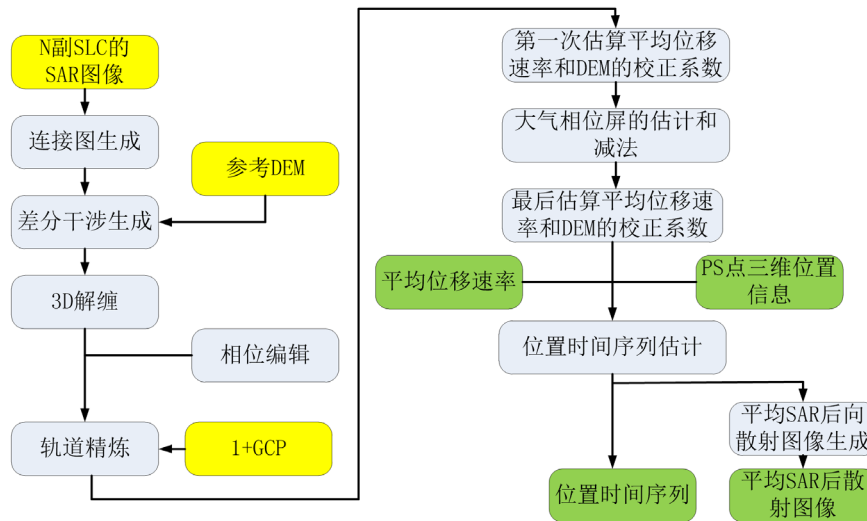 N副SLC的
SAR图像
连接图生成
参考DEM
差分干涉生成
3D解缠
相位编辑
轨道精炼
1+GCP
第一次估算平均位移
速率和DEM的校正系数
大气相位屏的估计和
减法
最后估算平均位移速
率和DEM的校正系数
平均位移速率
PS点三维位置
信息
位置时间序列估计
平均SAR后向
散射图像生成
位置时间序列
平均SAR后散
射图像